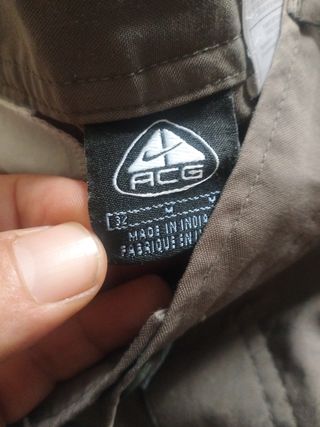 ACG
32 M M
MADE IN INDIA
FABRIQUE EN